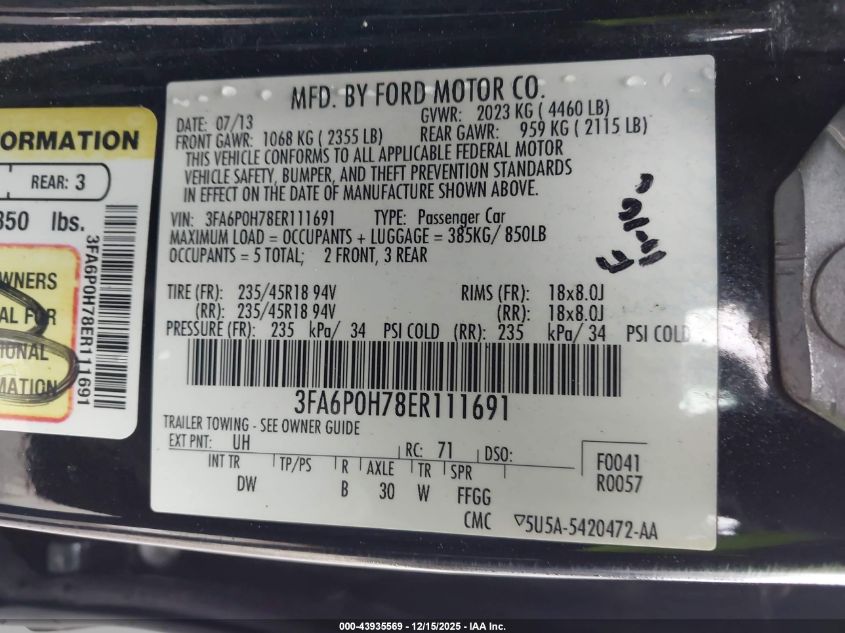 MFD. BY FORD MOTOR CO.
DATE: 07/13 GVWR: 2023 KG ( 4460 LB)
FRONT GAWR: 1068 KG ( 2355 LB) REAR GAWR: 959 KG ( 2115 LB)
THIS VEHICLE CONFORMS TO ALL APPLICABLE FEDERAL MOTOR
VEHICLE SAFETY, BUMPER, AND THEFT PREVENTION STANDARDS
IN EFFECT ON THE DATE OF MANUFACTURE SHOWN ABOVE.
VIN: 3FA6P0H78ER111691 TYPE: Passenger Car
MAXIMUM LOAD = OCCUPANTS + LUGGAGE = 385KG/ 850LB
OCCUPANTS = 5 TOTAL; 2 FRONT, 3 REAR
TIRE (FR): 235/45R18 94V RIMS (FR): 18x8.0J
(RR): 235/45R18 94V (RR): 18x8.0J
PRESSURE (FR): 235 kPa/ 34 PSI COLD (RR): 235 kPa/ 34 PSI COLD
3FA6P0H78ER111691
TRAILER TOWING - SEE OWNER GUIDE
EXT PNT: UH RC: 71 DSO:
INT TR TP/PS R AXLE TR SPR
DW B 30 W FFGG
F0041
R0057
CMC ▽5U5A-5420472-AA
ORMATION
REAR: 3
850 lbs.
WNERS
AL FOR
IONAL
MATION
3FA6P0H78ER111691
000-43935569 - 12/15/2025 - IAA Inc.